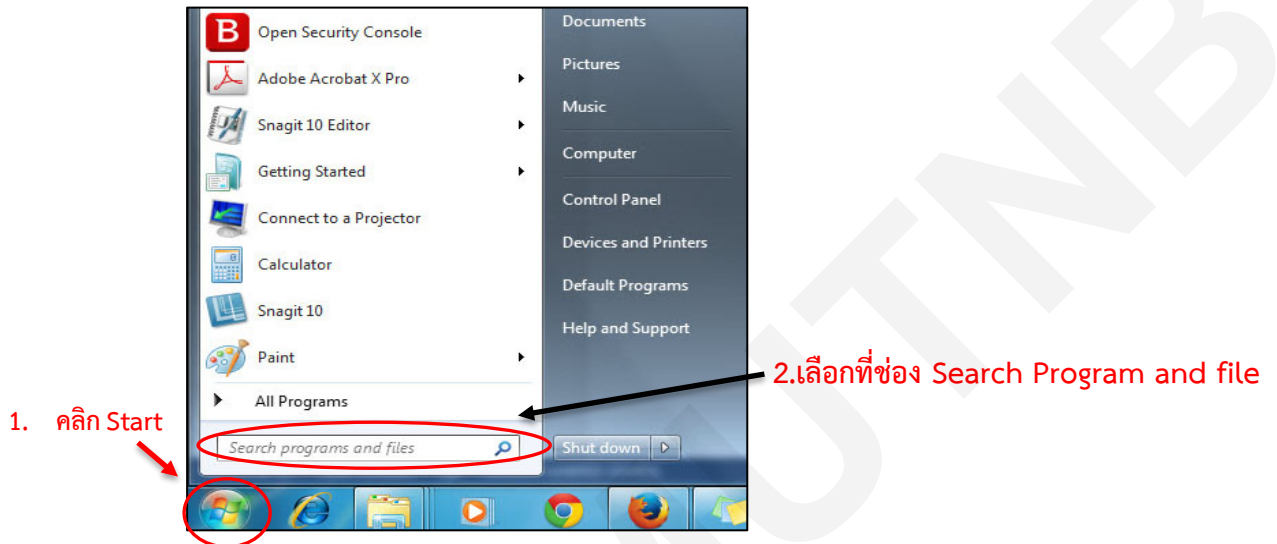 B Open Security Console
Adobe Acrobat X Pro
Snagit 10 Editor
Getting Started
Connect to a Projector
Calculator
Snagit 10
Paint
All Programs
Search programs and files
Documents
Pictures
Music
Computer
Control Panel
Devices and Printers
Default Programs
Help and Support
Shut down
1. คลิก Start
2.เลือกที่ช่อง Search Program and file
MUTNB